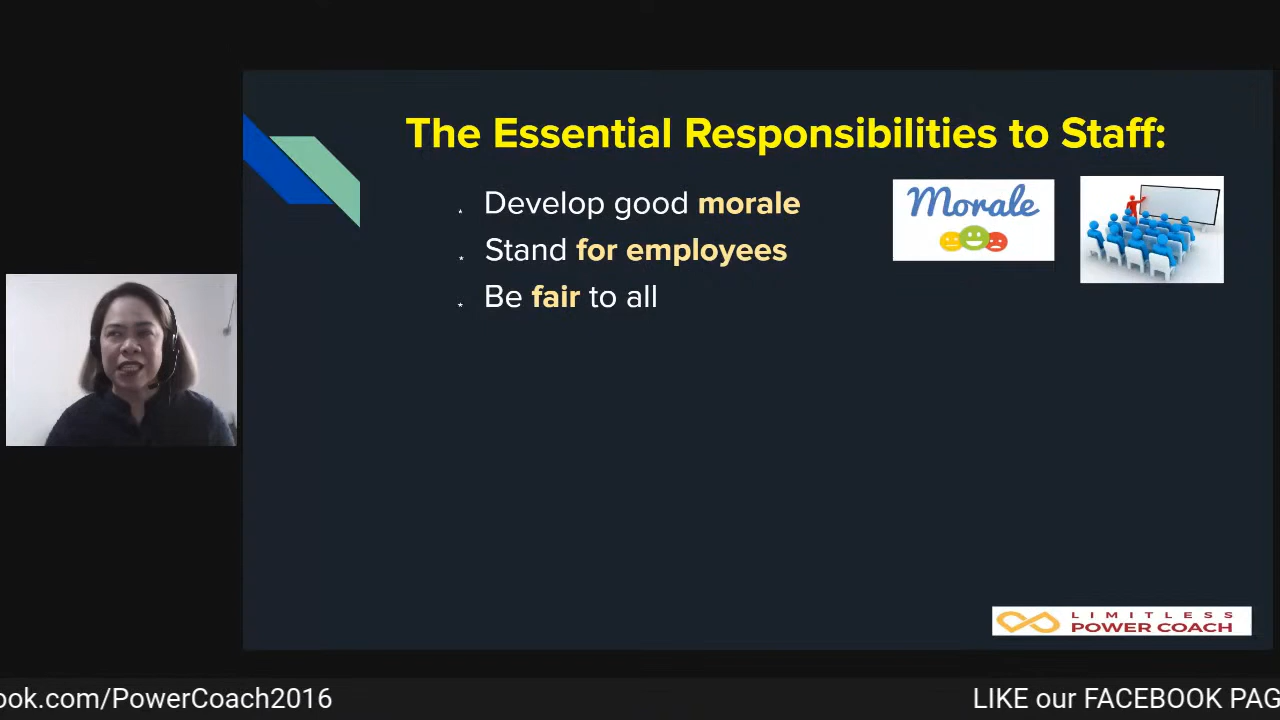 The Essential Responsibilities to Staff:
Develop good morale
Stand for employees
Be fair to all
Morale
LIMITLESS
POWER COACH
ook.com/PowerCoach2016
LIKE our FACEBOOK PAG